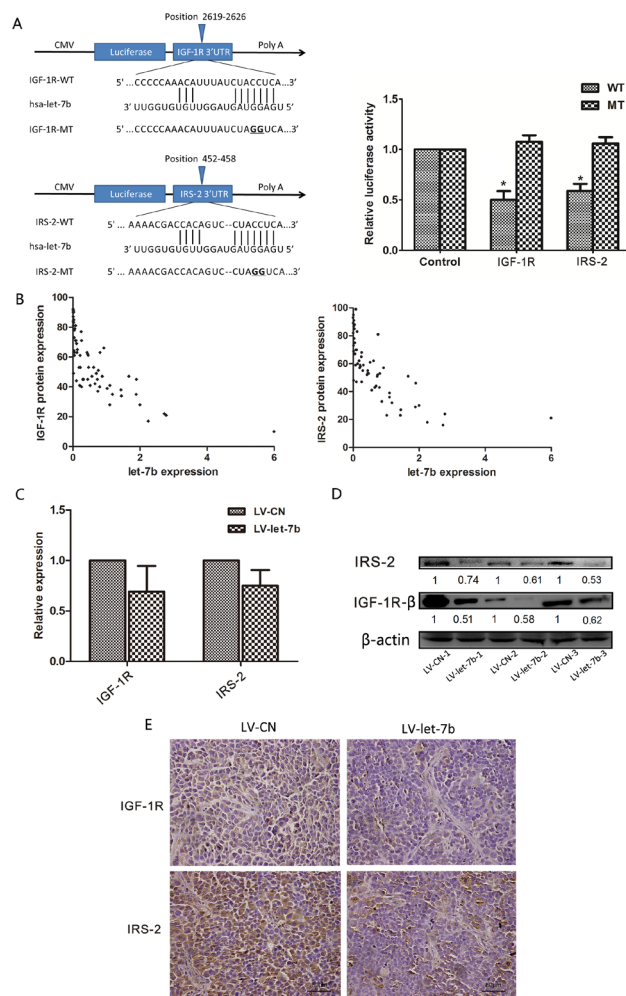 A
Position 2619-2626
CMV
Luciferase
IGF-1R 3'UTR
Poly A
IGF-1R-WT 5' ...CCCCCAAACAUUUAUCUACCUCA...3'
hsa-let-7b 3'UUGGUGUGUUGGAUGAUGGAGU5'
IGF-1R-MT 5' ...CCCCCAAACAUUUAUCUAGGUCA...3'
Position 452-458
CMV
Luciferase
IRS-2 3'UTR
Poly A
IRS-2-WT 5' ... AAAACGACCACAGUC--CUACCUCA...3'
hsa-let-7b 3'UUGGUGUGUUGGAUGAUGGAGU5'
IRS-2-MT 5' ... AAAACGACCACAGUC--CUAGGUCA...3'
Relative luciferase activity
1.5
1.0
0.5
0.0
WT
MT
*
*
Control IGF-1R IRS-2
B
IGF-1R protein expression
100
80
60
40
20
0
0 2 4 6
let-7b expression
IRS-2 protein expression
100
80
60
40
20
0
0 2 4 6
let-7b expression
C
Relative expression
1.5
1.0
0.5
0.0
LV-CN
LV-let-7b
IGF-1R
IRS-2
D
IRS-2
1 0.74 1 0.61 1 0.53
IGF-1R-β
1 0.51 1 0.58 1 0.62
β-actin
LV-CN-1
LV-let-7b-1
LV-CN-2
LV-let-7b-2
LV-CN-3
LV-let-7b-3
E
LV-CN
LV-let-7b
IGF-1R
IRS-2